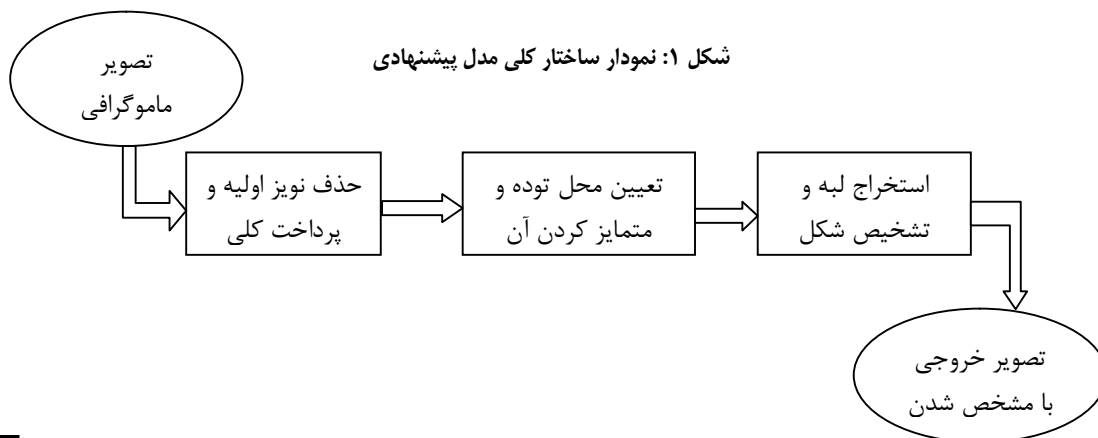 شکل ۱: نمودار ساختار کلی مدل پیشنهادی
تصویر
ماموگرافی
حذف نویز اولیه و
پرداخت کلی
تعیین محل توده و
متمایز کردن آن
استخراج لبه و
تشخیص شکل
تصویر خروجی
با مشخص شدن